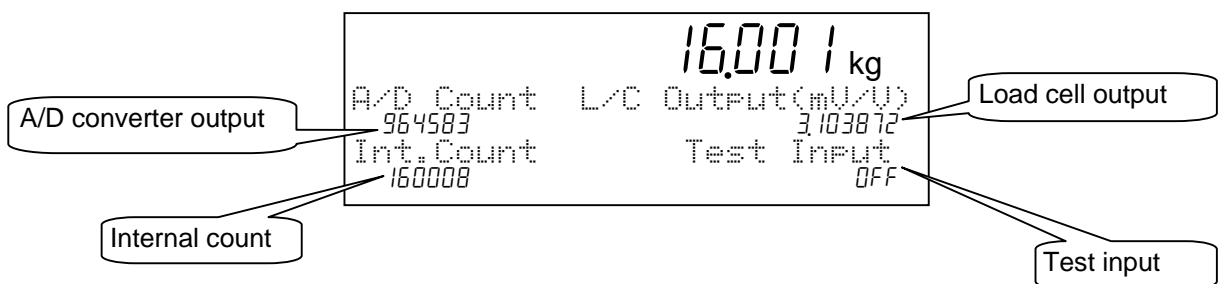 16.001 kg
A/D Count L/C Output(mV/V)
964583 3.103872
Int.Count Test Input
160008 OFF
A/D converter output
Load cell output
Internal count
Test input